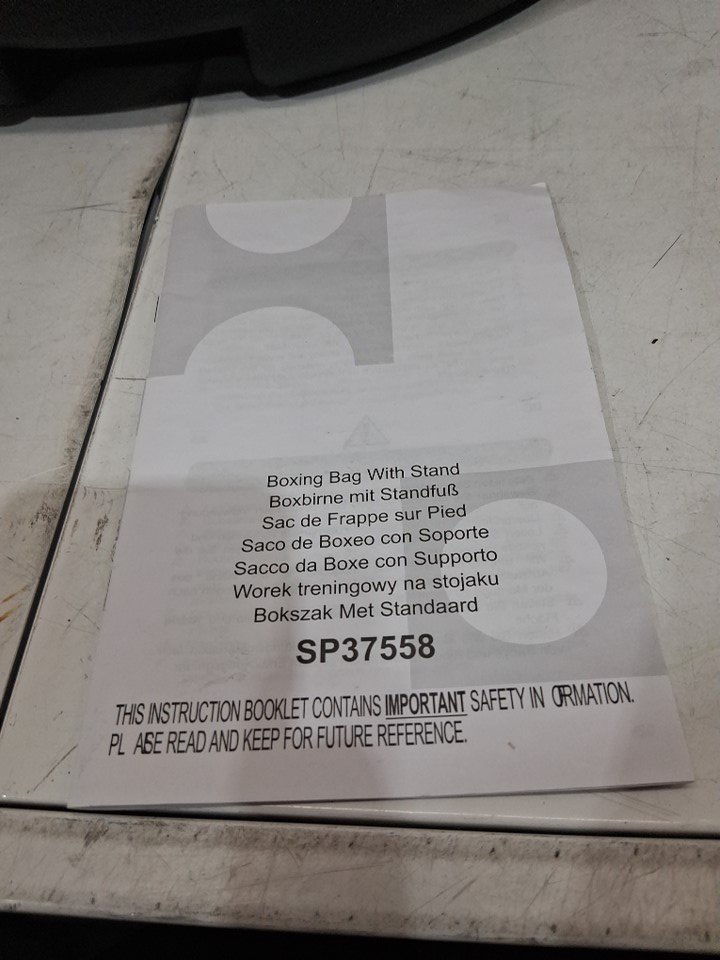 Boxing Bag With Stand
Boxbirne mit Standfuß
Sac de Frappe sur Pied
Saco de Boxeo con Soporte
Sacco da Boxe con Supporto
Worek treningowy na stojaku
Bokszak Met Standaard
SP37558
THIS INSTRUCTION BOOKLET CONTAINS IMPORTANT SAFETY IN ORMATION.
PL ASE READ AND KEEP FOR FUTURE REFERENCE.